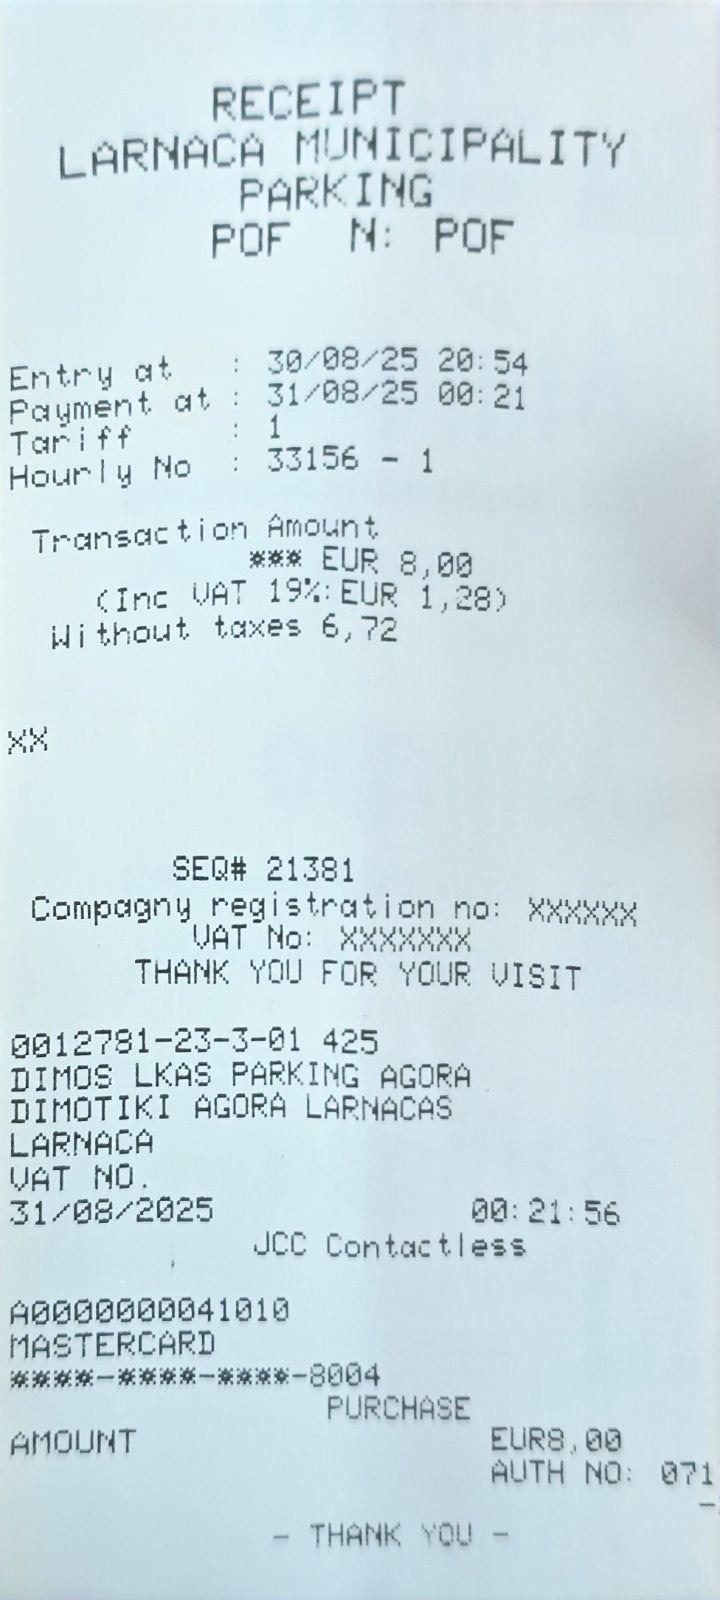 RECEIPT
LARNACA MUNICIPALITY
PARKING
POF N: POF
Entry at : 30/08/25 20:54
Payment at : 31/08/25 00:21
Tariff : 1
Hourly No : 33156 - 1
Transaction Amount
*** EUR 8,00
(Inc VAT 19%:EUR 1,28)
Without taxes 6,72
XX
SEQ# 21381
Compagny registration no: XXXXXX
VAT No: XXXXXXX
THANK YOU FOR YOUR VISIT
0012781-23-3-01 425
DIMOS LKAS PARKING AGORA
DIMOTIKI AGORA LARNACAS
LARNACA
VAT NO.
31/08/2025 00:21:56
JCC Contactless
A0000000041010
MASTERCARD
****-****-****-8004
PURCHASE
AMOUNT EUR8,00
AUTH NO: 071
- THANK YOU -